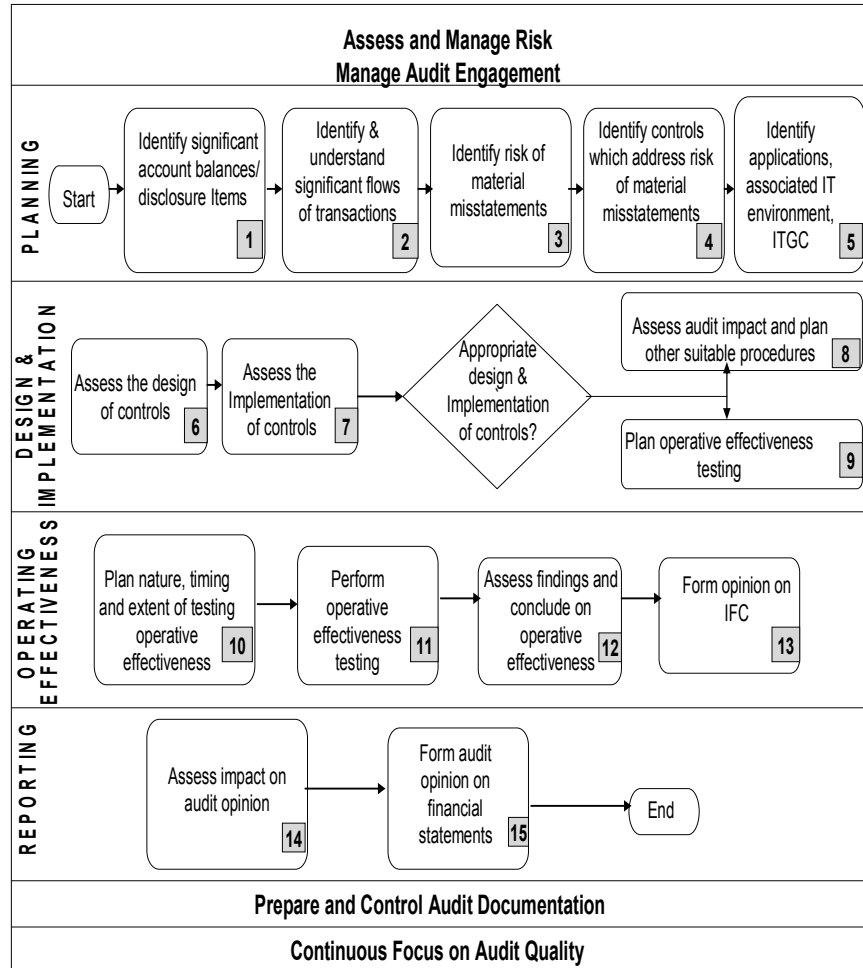 Assess and Manage Risk
Manage Audit Engagement
PLANNING
Start
Identify significant
account balances/
disclosure Items
1
Identify &
understand
significant flows
of transactions
2
Identify risk of
material
misstatements
3
Identify controls
which address risk
of material
misstatements
4
Identify
applications,
associated IT
environment,
ITGC
5
DESIGN &
IMPLEMENTATION
Assess the design
of controls
6
Assess the
Implementation
of controls
7
Appropriate
design &
Implementation
of controls?
Assess audit impact and plan
other suitable procedures
8
Plan operative effectiveness
testing
9
OPERATING
EFFECTIVENESS
Plan nature, timing
and extent of testing
operative
effectiveness
10
Perform
operative
effectiveness
testing
11
Assess findings and
conclude on
operative
effectiveness
12
Form opinion on
IFC
13
REPORTING
Assess impact on
audit opinion
14
Form audit
opinion on
financial
statements
15
End
Prepare and Control Audit Documentation
Continuous Focus on Audit Quality